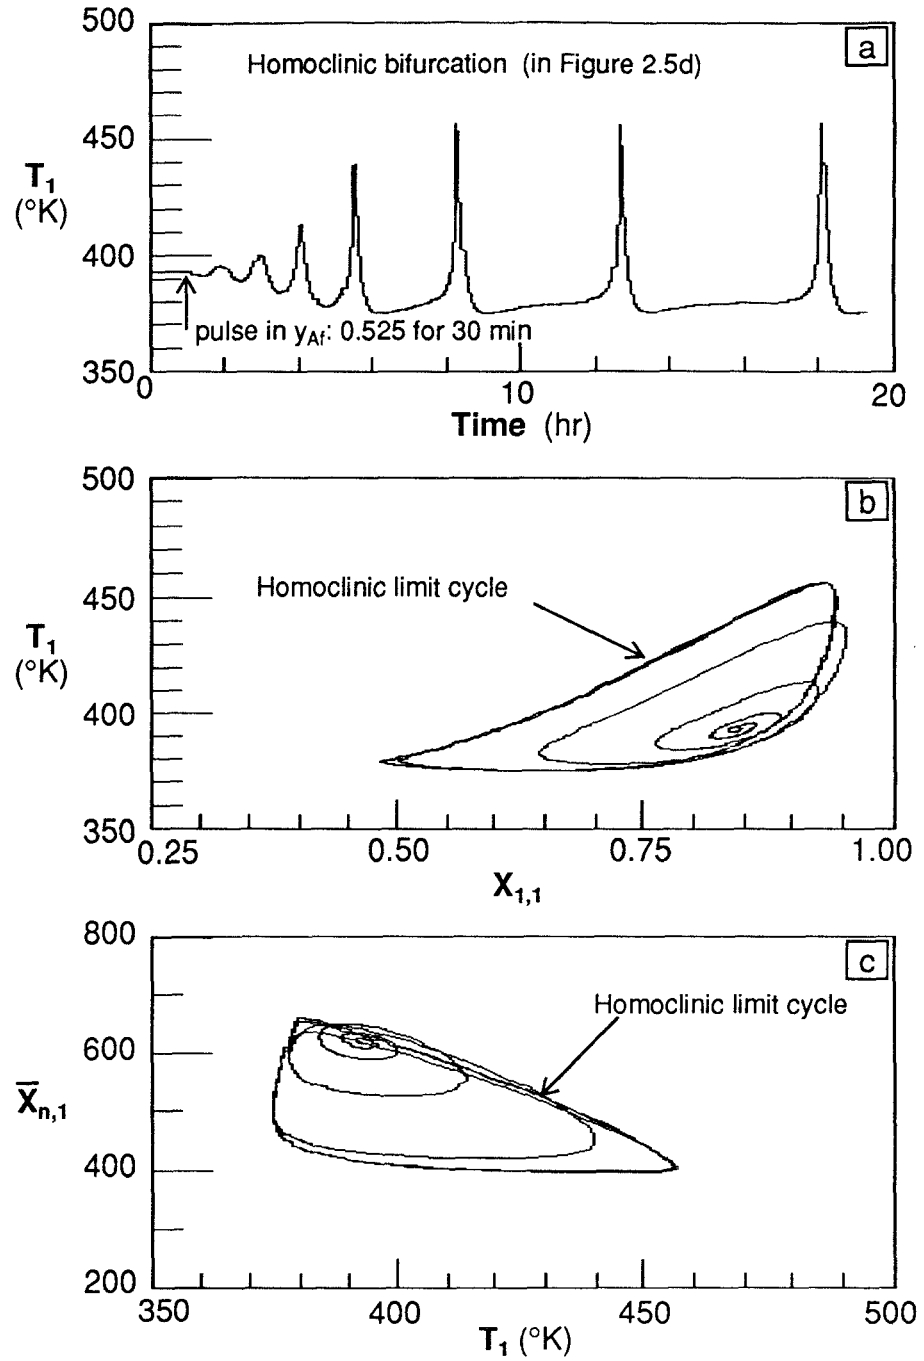 500
a
Homoclinic bifurcation (in Figure 2.5d)
450
T1
(°K)
400
pulse in yAf: 0.525 for 30 min
350
0
10
20
Time (hr)
500
b
Homoclinic limit cycle
450
T1
(°K)
400
350
0.25
0.50
0.75
1.00
X1,1
800
c
Homoclinic limit cycle
600
X̅n,1
400
200
350
400
450
500
T1 (°K)